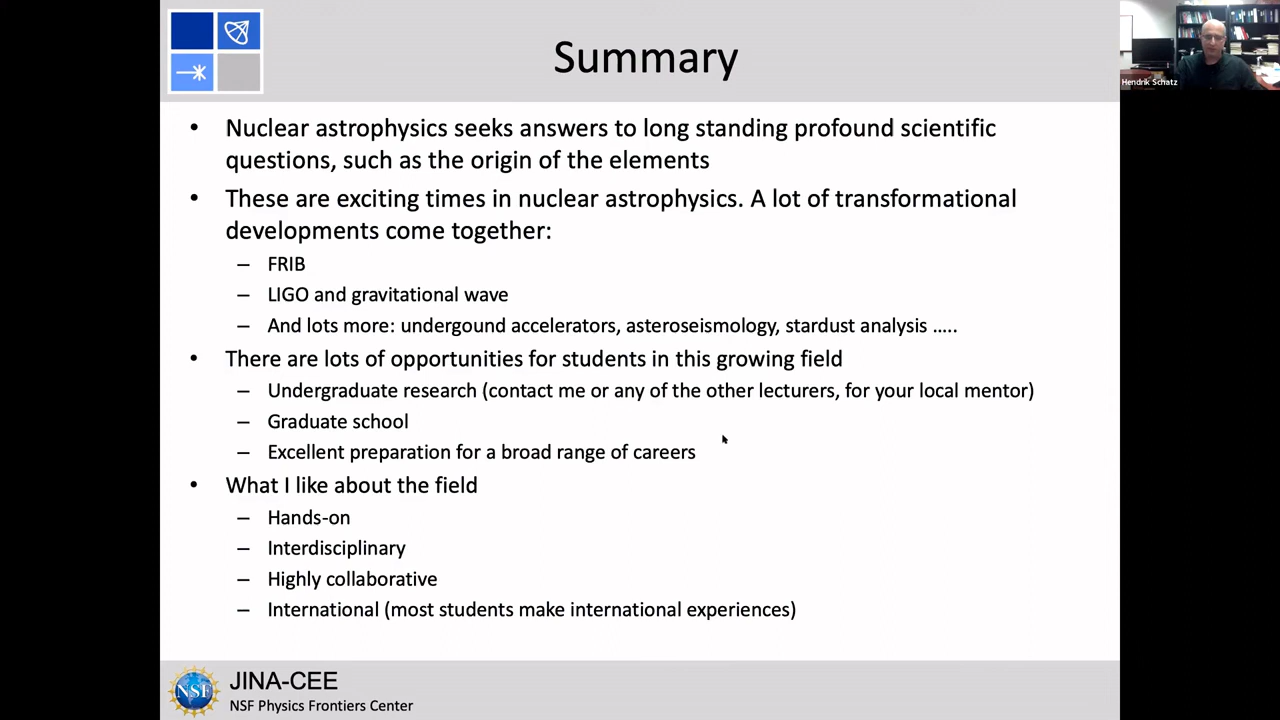 Summary
Hendrik Schatz
• Nuclear astrophysics seeks answers to long standing profound scientific
questions, such as the origin of the elements
• These are exciting times in nuclear astrophysics. A lot of transformational
developments come together:
– FRIB
– LIGO and gravitational wave
– And lots more: undergound accelerators, asteroseismology, stardust analysis .....
• There are lots of opportunities for students in this growing field
– Undergraduate research (contact me or any of the other lecturers, for your local mentor)
– Graduate school
– Excellent preparation for a broad range of careers
• What I like about the field
– Hands-on
– Interdisciplinary
– Highly collaborative
– International (most students make international experiences)
NSF
JINA-CEE
NSF Physics Frontiers Center